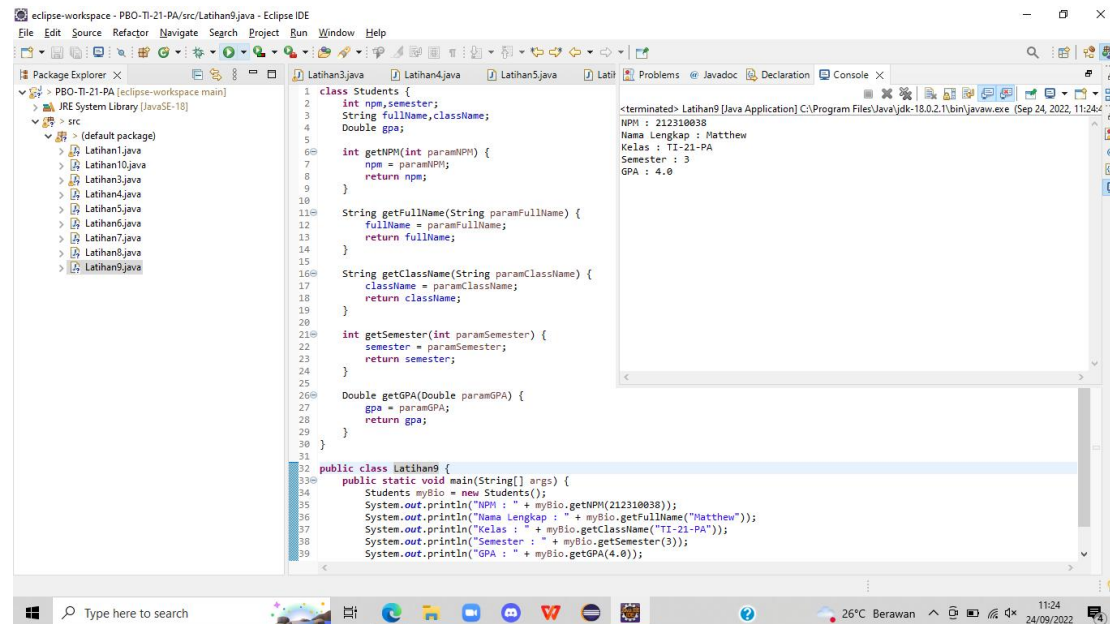 eclipse-workspace - PBO-TI-21-PA/src/Latihan9.java - Eclipse IDE
File Edit Source Refactor Navigate Search Project Run Window Help
Package Explorer
PBO-TI-21-PA [eclipse-workspace main]
JRE System Library [JavaSE-18]
> src
> (default package)
Latihan1.java
Latihan10.java
Latihan3.java
Latihan4.java
Latihan5.java
Latihan6.java
Latihan7.java
Latihan8.java
Latihan9.java
Latihan3.java Latihan4.java Latihan5.java
1 class Students {
2 int npm,semester;
3 String fullName,className;
4 Double gpa;
5
6 int getNPM(int paramNPM) {
7 npm = paramNPM;
8 return npm;
9 }
10
11 String getFullName(String paramFullName) {
12 fullName = paramFullName;
13 return fullName;
14 }
15
16 String getClassName(String paramClassName) {
17 className = paramClassName;
18 return className;
19 }
20
21 int getSemester(int paramSemester) {
22 semester = paramSemester;
23 return semester;
24 }
25
26 Double getGPA(Double paramGPA) {
27 gpa = paramGPA;
28 return gpa;
29 }
30 }
31
32 public class Latihan9 {
33 public static void main(String[] args) {
34 Students myBio = new Students();
35 System.out.println("NPM : " + myBio.getNPM(212310038));
36 System.out.println("Nama Lengkap : " + myBio.getFullName("Matthew"));
37 System.out.println("Kelas : " + myBio.getClassName("TI-21-PA"));
38 System.out.println("Semester : " + myBio.getSemester(3));
39 System.out.println("GPA : " + myBio.getGPA(4.0));
Problems Javadoc Declaration Console
<terminated> Latihan9 [Java Application] C:\Program Files\Java\jdk-18.0.2.1\bin\javaw.exe (Sep 24, 2022, 11:24:4
NPM : 212310038
Nama Lengkap : Matthew
Kelas : TI-21-PA
Semester : 3
GPA : 4.0
Type here to search
26°C Berawan
11:24
24/09/2022